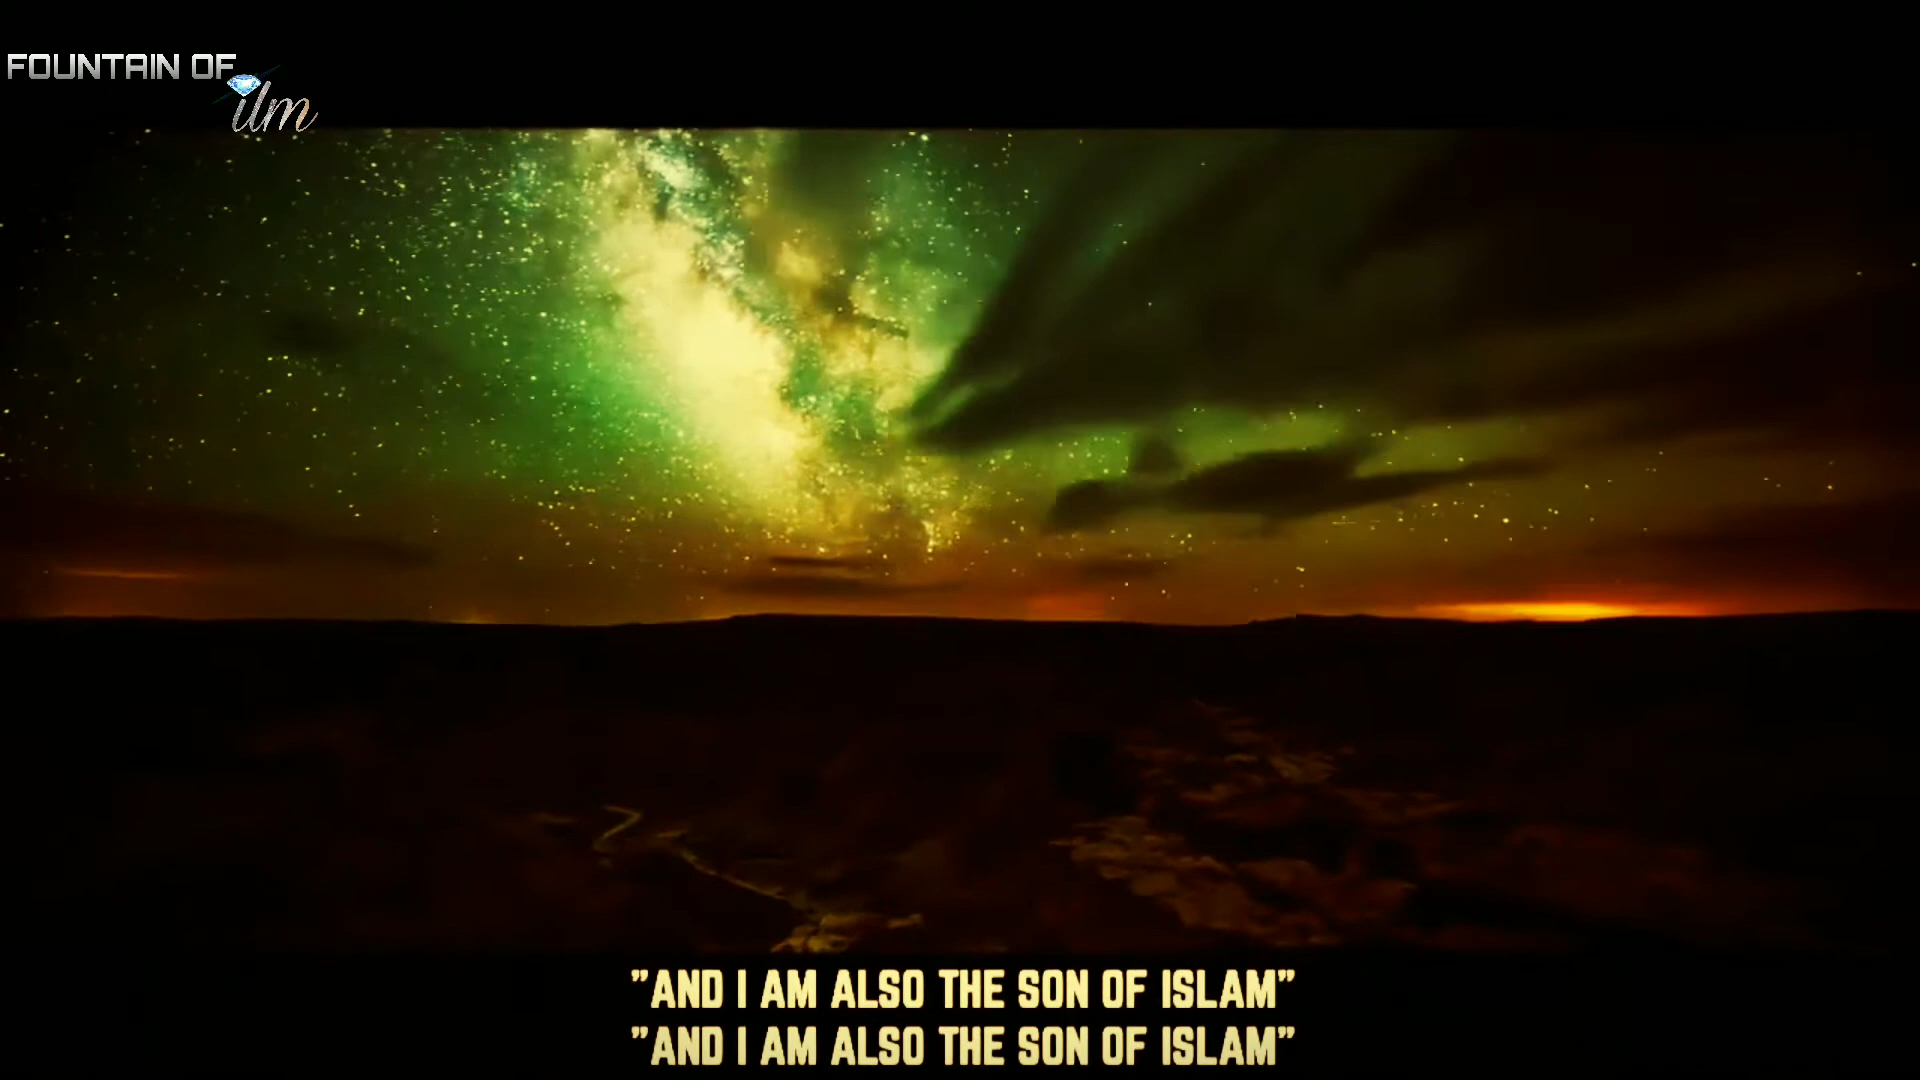 FOUNTAIN OF
ilm
"AND I AM ALSO THE SON OF ISLAM"
"AND I AM ALSO THE SON OF ISLAM"